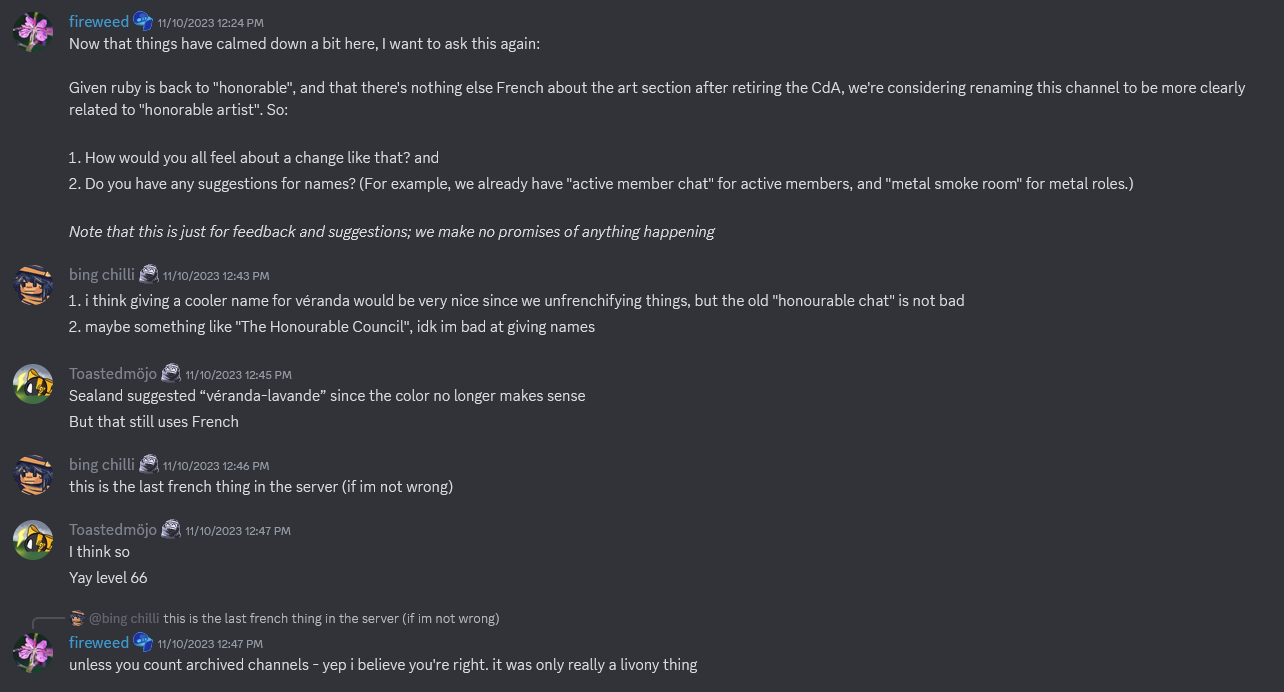 fireweed 11/10/2023 12:24 PM
Now that things have calmed down a bit here, I want to ask this again:
Given ruby is back to "honorable", and that there's nothing else French about the art section after retiring the CdA, we're considering renaming this channel to be more clearly
related to "honorable artist". So:
1. How would you all feel about a change like that? and
2. Do you have any suggestions for names? (For example, we already have "active member chat" for active members, and "metal smoke room" for metal roles.)
Note that this is just for feedback and suggestions; we make no promises of anything happening
bing chilli 11/10/2023 12:43 PM
1. i think giving a cooler name for véranda would be very nice since we unfrenchifying things, but the old "honourable chat" is not bad
2. maybe something like "The Honourable Council", idk im bad at giving names
Toastedmöjo 11/10/2023 12:45 PM
Sealand suggested “véranda-lavande” since the color no longer makes sense
But that still uses French
bing chilli 11/10/2023 12:46 PM
this is the last french thing in the server (if im not wrong)
Toastedmöjo 11/10/2023 12:47 PM
I think so
Yay level 66
@bing chilli this is the last french thing in the server (if im not wrong)
fireweed 11/10/2023 12:47 PM
unless you count archived channels - yep i believe you're right. it was only really a livony thing